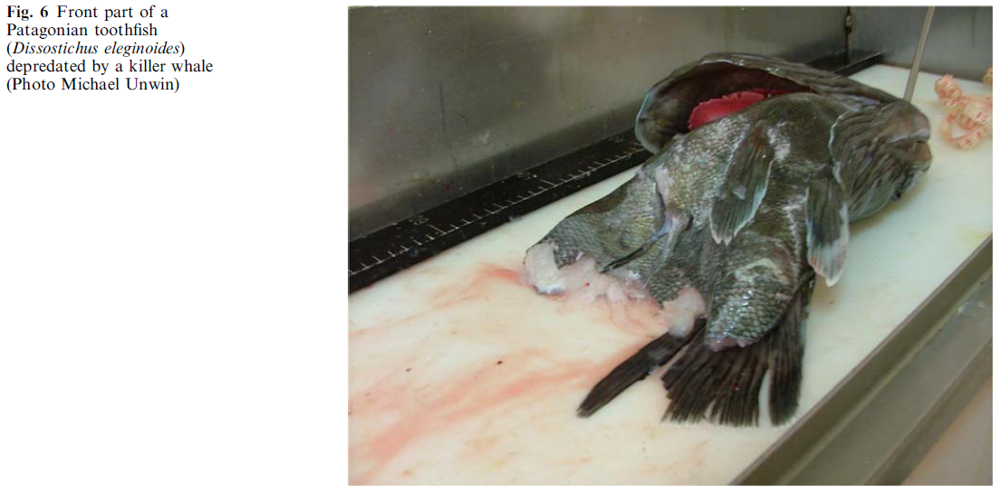 Fig. 6 Front part of a
Patagonian toothfish
(Dissostichus eleginoides)
depredated by a killer whale
(Photo Michael Unwin)